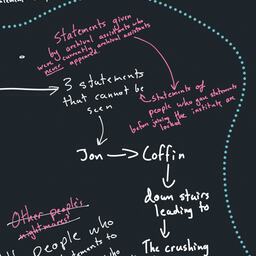 Statements given
by archival assistants who
were currently archival assistants
never appeared.
3 statements
that cannot be
seen
statements of
people who gave statements
before joining the institute are
locked
Jon → Coffin
down stairs
leading to
The crushing
Other people's
nightmares?
People who
statements to
who